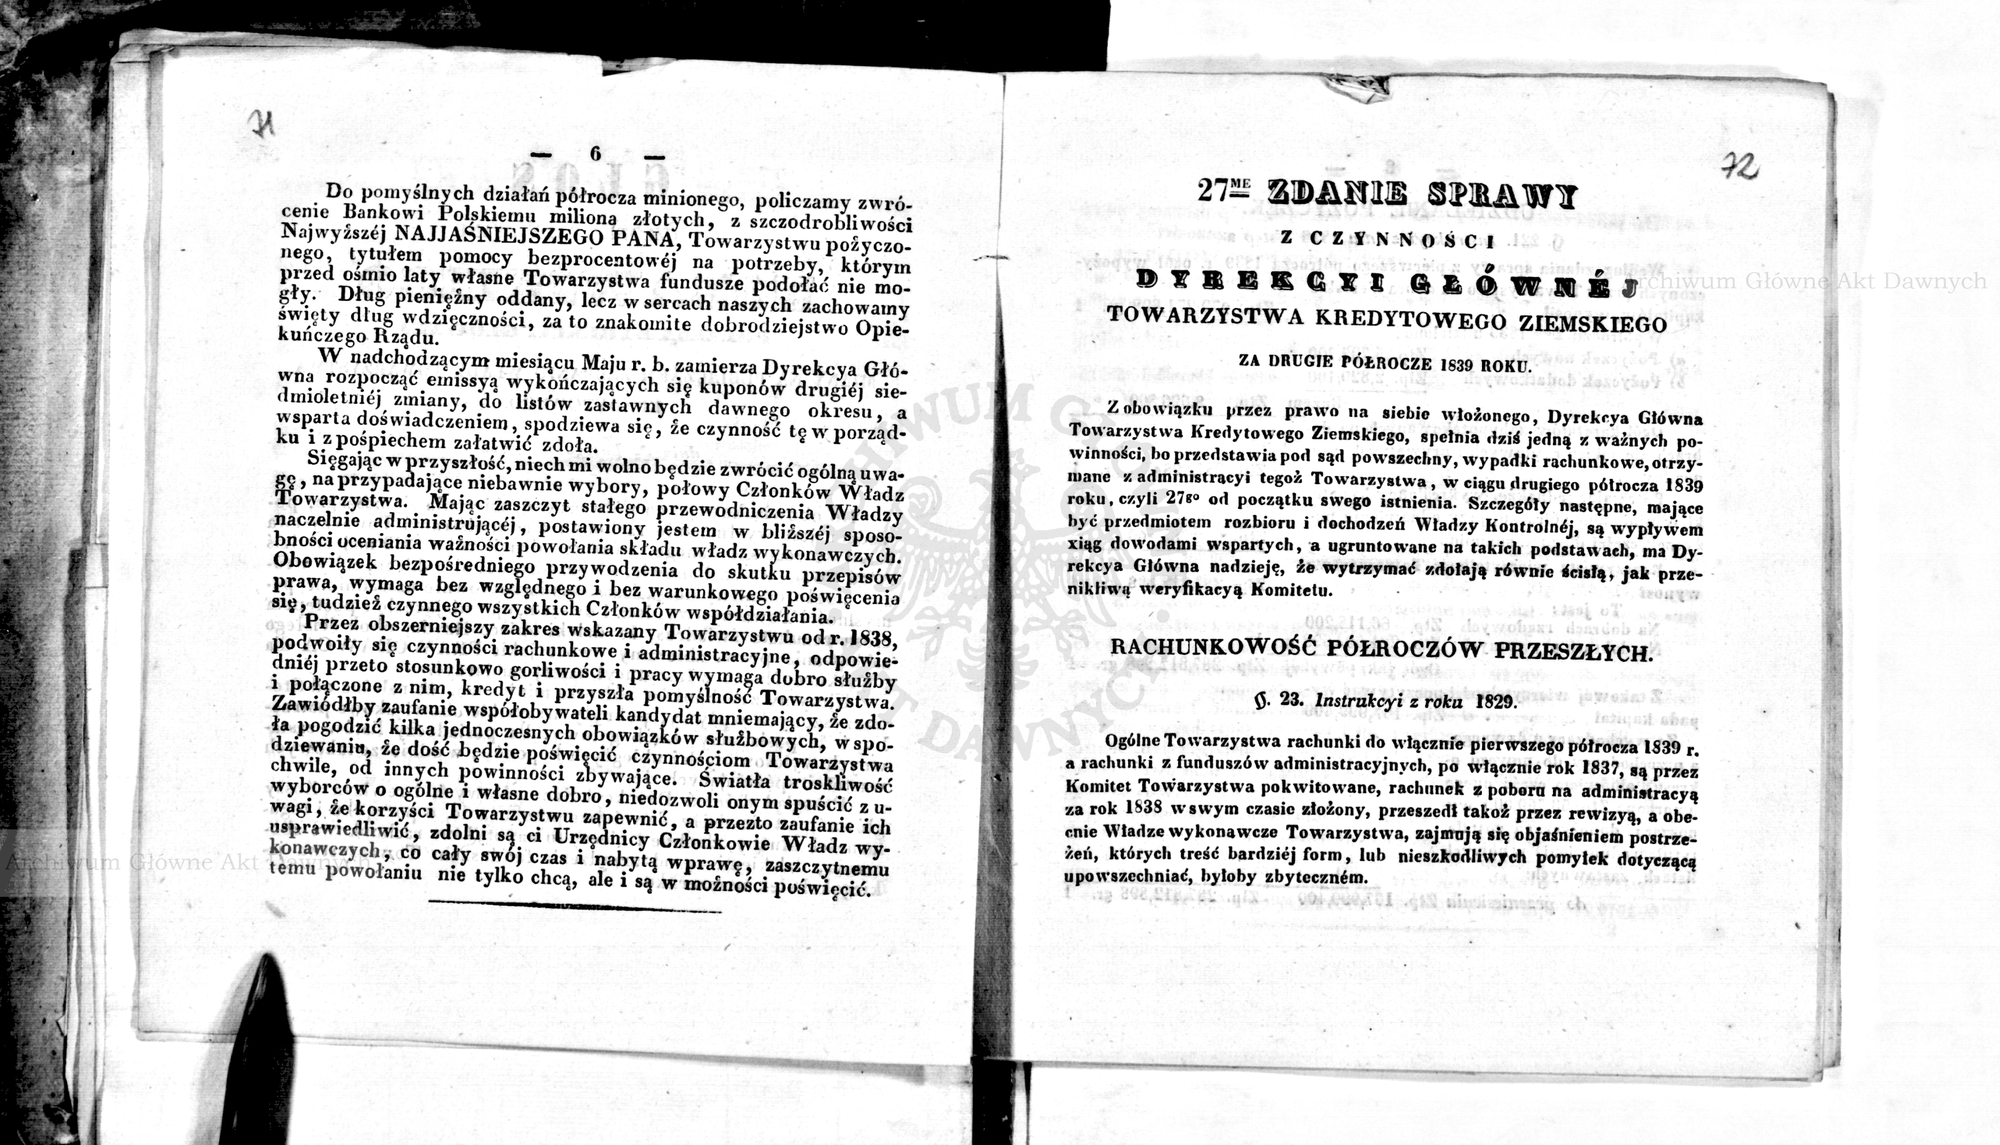 71
— 6 —
Do pomyślnych działań półrocza minionego, policzamy zwró-
cenie Bankowi Polskiemu miliona złotych, z szczodrobliwości
Najwyższéj NAJJAŚNIEJSZEGO PANA, Towarzystwu pożyczo-
nego, tytułem pomocy bezprocentowéj na potrzeby, którym
przed ośmio laty własne Towarzystwa fundusze podołać nie mo-
gły. Dług pieniężny oddany, lecz w sercach naszych zachowamy
święty dług wdzięczności, za to znakomite dobrodziejstwo Opie-
kuńczego Rządu.
W nadchodzącym miesiącu Maju r. b. zamierza Dyrekcya Głó-
wna rozpocząć emissyą wykończających się kuponów drugiéj sie-
dmioletniéj zmiany, do listów zastawnych dawnego okresu, a
wsparta doświadczeniem, spodziewa się, że czynność tę w porząd-
ku i z pośpiechem załatwić zdoła.
Sięgając w przyszłość, niech mi wolno będzie zwrócić ogólną uwa-
gę, na przypadające niebawnie wybory, połowy Członków Władz
Towarzystwa. Mając zaszczyt stałego przewodniczenia Władzy
naczelnie administrującéj, postawiony jestem w bliższéj sposo-
bności oceniania ważności powołania składu władz wykonawczych.
Obowiązek bezpośredniego przywodzenia do skutku przepisów
prawa, wymaga bez względnego i bez warunkowego poświęcenia
się, tudzież czynnego wszystkich Członków współdziałania.
Przez obszerniejszy zakres wskazany Towarzystwu od r. 1838,
podwoiły się czynności rachunkowe i administracyjne, odpowie-
dniéj przeto stosunkowo gorliwości i pracy wymaga dobro służby
i połączone z nim, kredyt i przyszła pomyślność Towarzystwa.
Zawiódłby zaufanie współobywateli kandydat mniemający, że zdo-
ła pogodzić kilka jednoczesnych obowiązków służbowych, w spo-
dziewaniu, że dość będzie poświęcić czynnościom Towarzystwa
chwile, od innych powinności zbywające. Światła troskliwość
wyborców o ogólne i własne dobro, niedozwoli onym spuścić z u-
wagi, że korzyści Towarzystwu zapewnić, a przezto zaufanie ich
usprawiedliwić, zdolni są ci Urzędnicy Członkowie Władz wy-
konawczych, co cały swój czas i nabytą wprawę, zaszczytnemu
temu powołaniu nie tylko chcą, ale i są w możności poświęcić.
72
27ME ZDANIE SPRAWY
Z CZYNNOŚCI
DYREKCYI GŁÓWNÉJ
TOWARZYSTWA KREDYTOWEGO ZIEMSKIEGO
ZA DRUGIE PÓŁROCZE 1839 ROKU.
Z obowiązku przez prawo na siebie włożonego, Dyrekcya Główna
Towarzystwa Kredytowego Ziemskiego, spełnia dziś jedną z ważnych po-
winności, bo przedstawia pod sąd powszechny, wypadki rachunkowe, otrzy-
mane z administracyi tegoż Towarzystwa, w ciągu drugiego półrocza 1839
roku, czyli 27go od początku swego istnienia. Szczegóły następne, mające
być przedmiotem rozbioru i dochodzeń Władzy Kontrolnéj, są wypływem
xiąg dowodami wspartych, a ugruntowane na takich podstawach, ma Dy-
rekcya Główna nadzieję, że wytrzymać zdołają równie ścisłą, jak prze-
nikliwą weryfikacyą Komitetu.
RACHUNKOWOŚĆ PÓŁROCZÓW PRZESZŁYCH.
§. 23. Instrukcyi z roku 1829.
Ogólne Towarzystwa rachunki do włącznie pierwszego półrocza 1839 r.
a rachunki z funduszów administracyjnych, po włącznie rok 1837, są przez
Komitet Towarzystwa pokwitowane, rachunek z poboru na administracyą
za rok 1838 w swym czasie złożony, przeszedł takoż przez rewizyą, a obe-
cnie Władze wykonawcze Towarzystwa, zajmują się objaśnieniem postrze-
żeń, których treść bardziéj form, lub nieszkodliwych pomyłek dotyczącą
upowszechniać, byłoby zbyteczném.
Archiwum Główne Akt Dawnych
Archiwum Główne Akt Dawnych